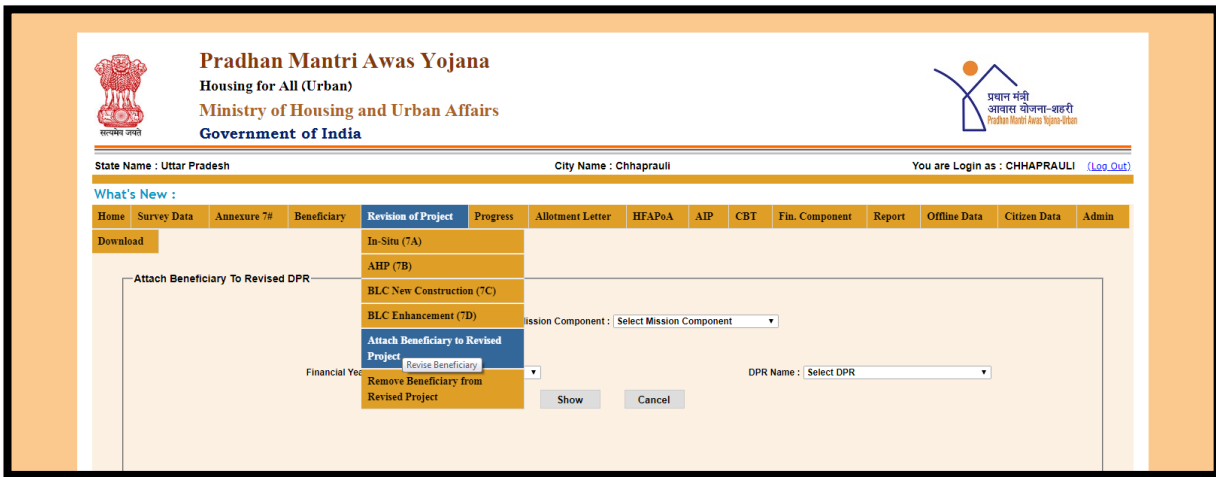 Pradhan Mantri Awas Yojana
Housing for All (Urban)
Ministry of Housing and Urban Affairs
Government of India
सत्यमेव जयते
प्रधान मंत्री
आवास योजना-शहरी
Pradhan Mantri Awas Yojana-Urban
State Name : Uttar Pradesh City Name : Chhaprauli You are Login as : CHHAPRAULI (Log Out)
What's New :
Home Survey Data Annexure 7# Beneficiary Revision of Project Progress Allotment Letter HFAPoA AIP CBT Fin. Component Report Offline Data Citizen Data Admin
Download In-Situ (7A)
AHP (7B)
Attach Beneficiary To Revised DPR
BLC New Construction (7C)
BLC Enhancement (7D)
Mission Component : Select Mission Component
Attach Beneficiary to Revised
Project
Revise Beneficiary
Financial Yea DPR Name : Select DPR
Remove Beneficiary from
Revised Project
Show Cancel